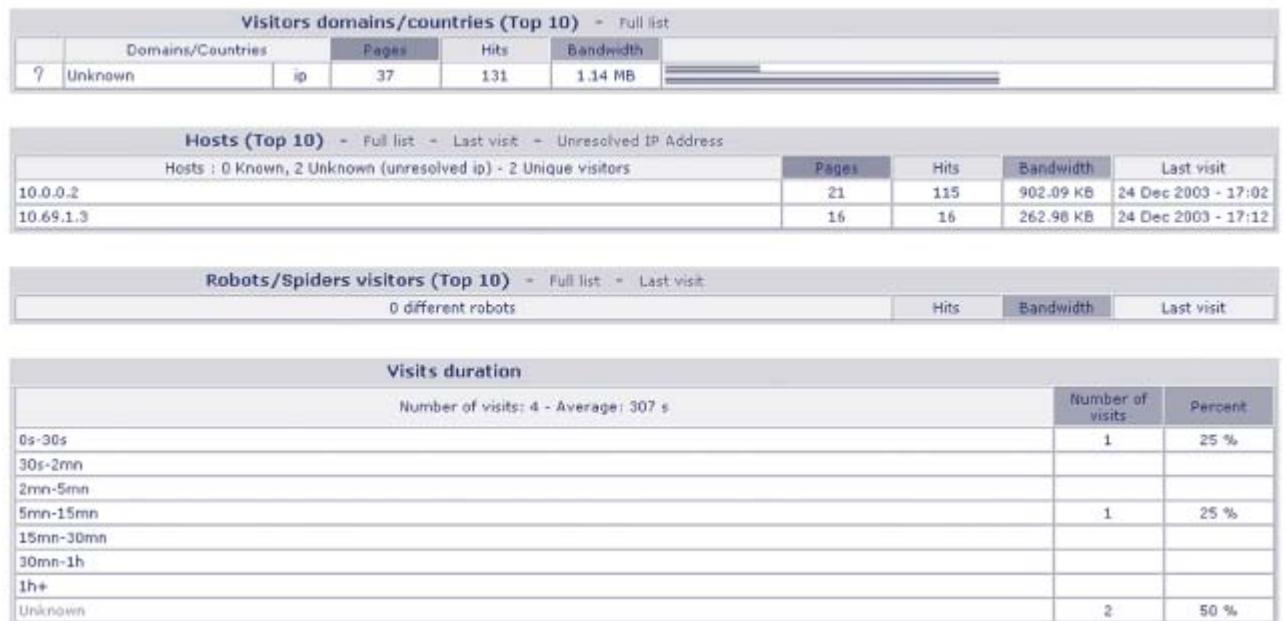 Visitors domains/countries (Top 10) - Full list
Domains/Countries Pages Hits Bandwidth
? Unknown ip 37 131 1.14 MB
Hosts (Top 10) - Full list - Last visit - Unresolved IP Address
Hosts : 0 Known, 2 Unknown (unresolved ip) - 2 Unique visitors Pages Hits Bandwidth Last visit
10.0.0.2 21 115 902.09 KB 24 Dec 2003 - 17:02
10.69.1.3 16 16 262.98 KB 24 Dec 2003 - 17:12
Robots/Spiders visitors (Top 10) - Full list - Last visit
0 different robots Hits Bandwidth Last visit
Visits duration
Number of visits: 4 - Average: 307 s Number of visits Percent
0s-30s 1 25 %
30s-2mn
2mn-5mn
5mn-15mn 1 25 %
15mn-30mn
30mn-1h
1h+
Unknown 2 50 %